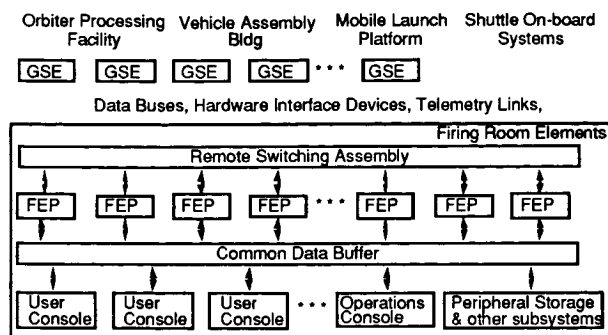 Orbiter Processing Facility
Vehicle Assembly Bldg
Mobile Launch Platform
Shuttle On-board Systems
GSE GSE GSE GSE GSE
Data Buses, Hardware Interface Devices, Telemetry Links,
Firing Room Elements
Remote Switching Assembly
FEP FEP FEP FEP FEP FEP FEP
Common Data Buffer
User Console
User Console
User Console
Operations Console
Peripheral Storage & other subsystems